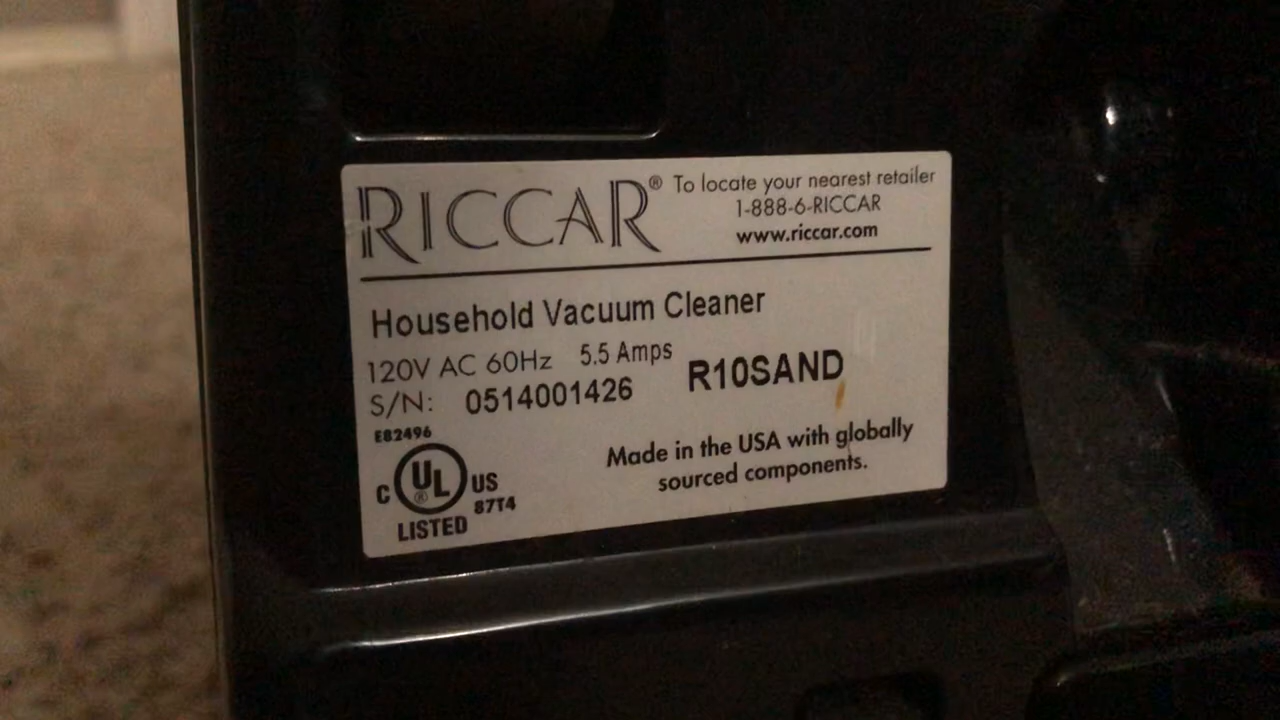 RICCAR® To locate your nearest retailer
1-888-6-RICCAR
www.riccar.com
Household Vacuum Cleaner
120V AC 60Hz 5.5 Amps
R10SAND
S/N: 0514001426
E82496
C UL® US
87T4
LISTED
Made in the USA with globally
sourced components.